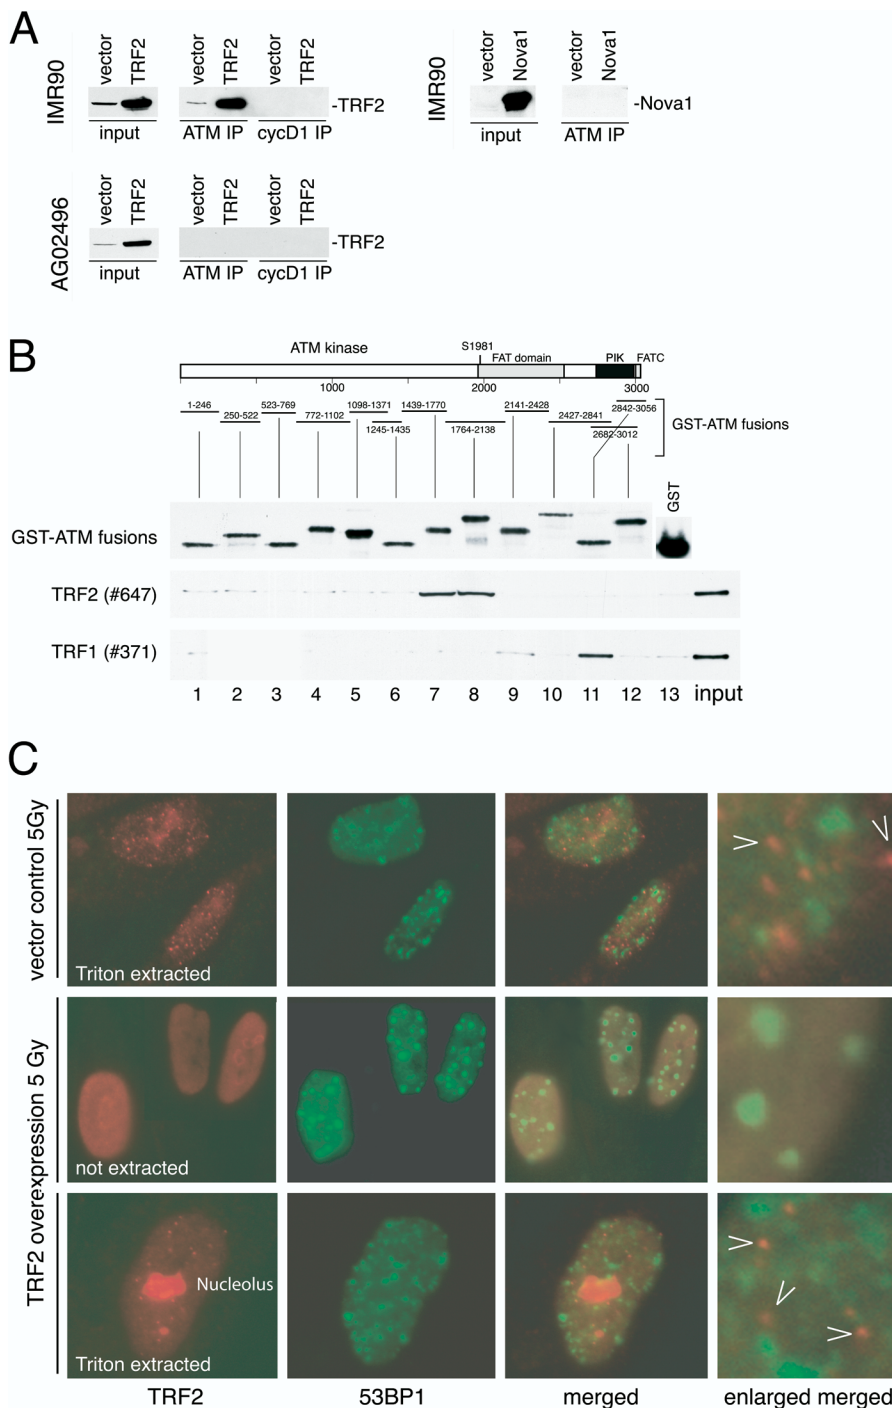 A
IMR90
vector
TRF2
vector
TRF2
vector
TRF2
-TRF2
input
ATM IP
cycD1 IP
IMR90
vector
Nova1
vector
Nova1
-Nova1
input
ATM IP
AG02496
vector
TRF2
vector
TRF2
vector
TRF2
-TRF2
input
ATM IP
cycD1 IP
B
S1981
ATM kinase
FAT domain
PIK
FATC
1000
2000
3000
1-246
250-522
523-769
772-1102
1098-1371
1245-1435
1439-1770
1764-2138
2141-2428
2427-2841
2842-3056
2682-3012
GST-ATM fusions
GST
GST-ATM fusions
TRF2 (#647)
TRF1 (#371)
1 2 3 4 5 6 7 8 9 10 11 12 13 input
C
vector control 5Gy
Triton extracted
TRF2 overexpression 5 Gy
not extracted
Nucleolus
Triton extracted
TRF2
53BP1
merged
enlarged merged